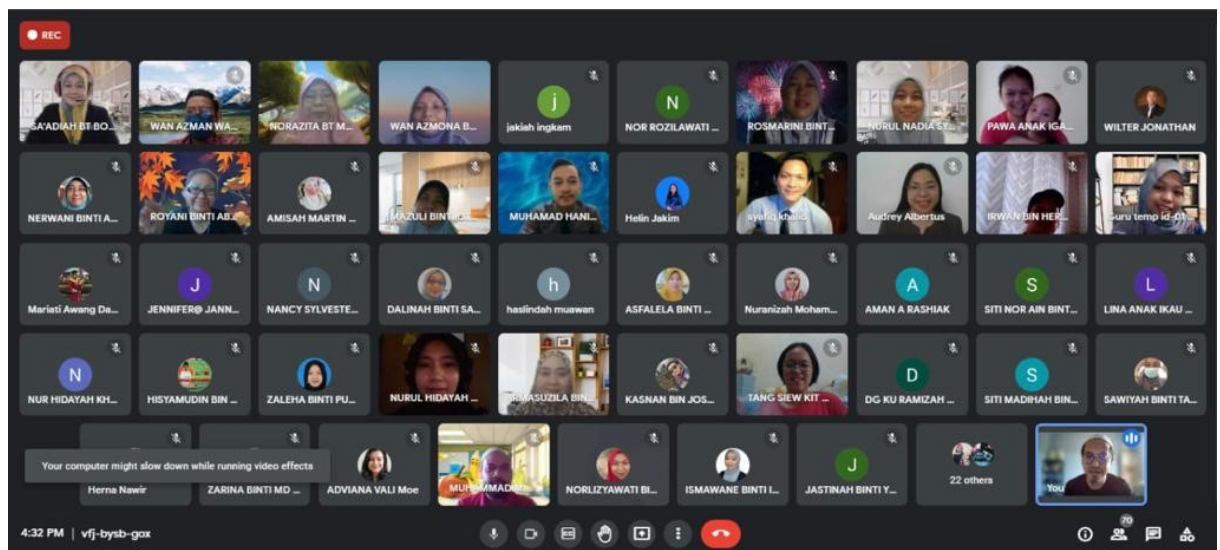 REC
SA'ADIAH BT BO...
WAN AZMAN WA...
NORAZITA BT M...
WAN AZMONA B...
j
jakiah ingkam
N
NOR ROZILAWATI ...
ROSMARINI BINT...
NURUL NADIA SY...
PAWA ANAK IGA...
WILTER JONATHAN
NERWANI BINTI A...
ROYANI BINTI AB...
AMISAH MARTIN ...
MAZULI BINTI
MUHAMAD HANI...
Helin Jakim
syafiq khalid
Audrey Albertus
IRWAN BIN HER...
Guru temp id-01 ...
Mariati Awang Da...
J
JENNIFER@ JANN...
N
NANCY SYLVESTE...
DALINAH BINTI SA...
h
haslindah muawan
ASFALELA BINTI ...
Nuranizah Moham...
A
AMAN A RASHIAK
S
SITI NOR AIN BINT...
L
LINA ANAK IKAU ...
N
NUR HIDAYAH KH...
HISYAMUDIN BIN ...
ZALEHA BINTI PU...
NURUL HIDAYAH ...
ARMASUZILA BIN...
KASNAN BIN JOS...
TANG SIEW KIT ...
D
DG KU RAMIZAH ...
S
SITI MADIHAH BIN...
SAWIYAH BINTI TA...
Your computer might slow down while running video effects
Herna Nawir
ZARINA BINTI MD ...
ADVIANA VALI Moe
MUHAMMAD
NORLIZYAWATI BI...
ISMAWANE BINTI I...
J
JASTINAH BINTI Y...
22 others
You
4:32 PM | vfj-bysb-gox
70